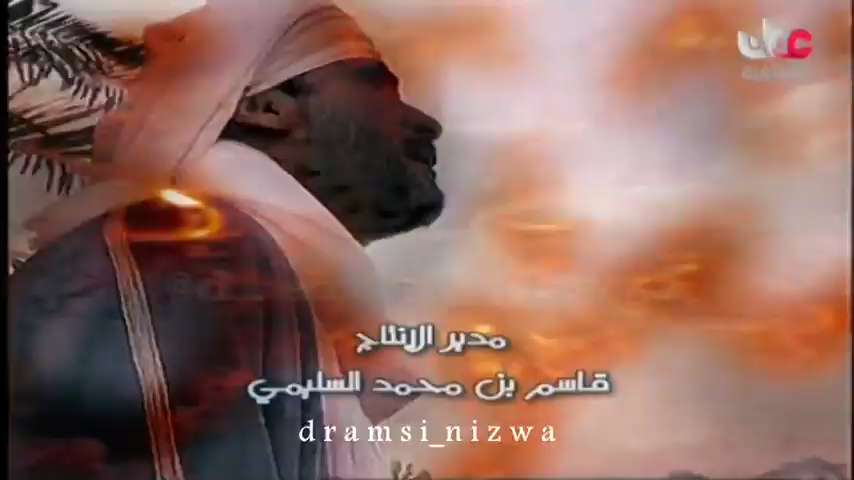 مدير الإنتاج
قاسم بن محمد السليمي
dramsi_nizwa